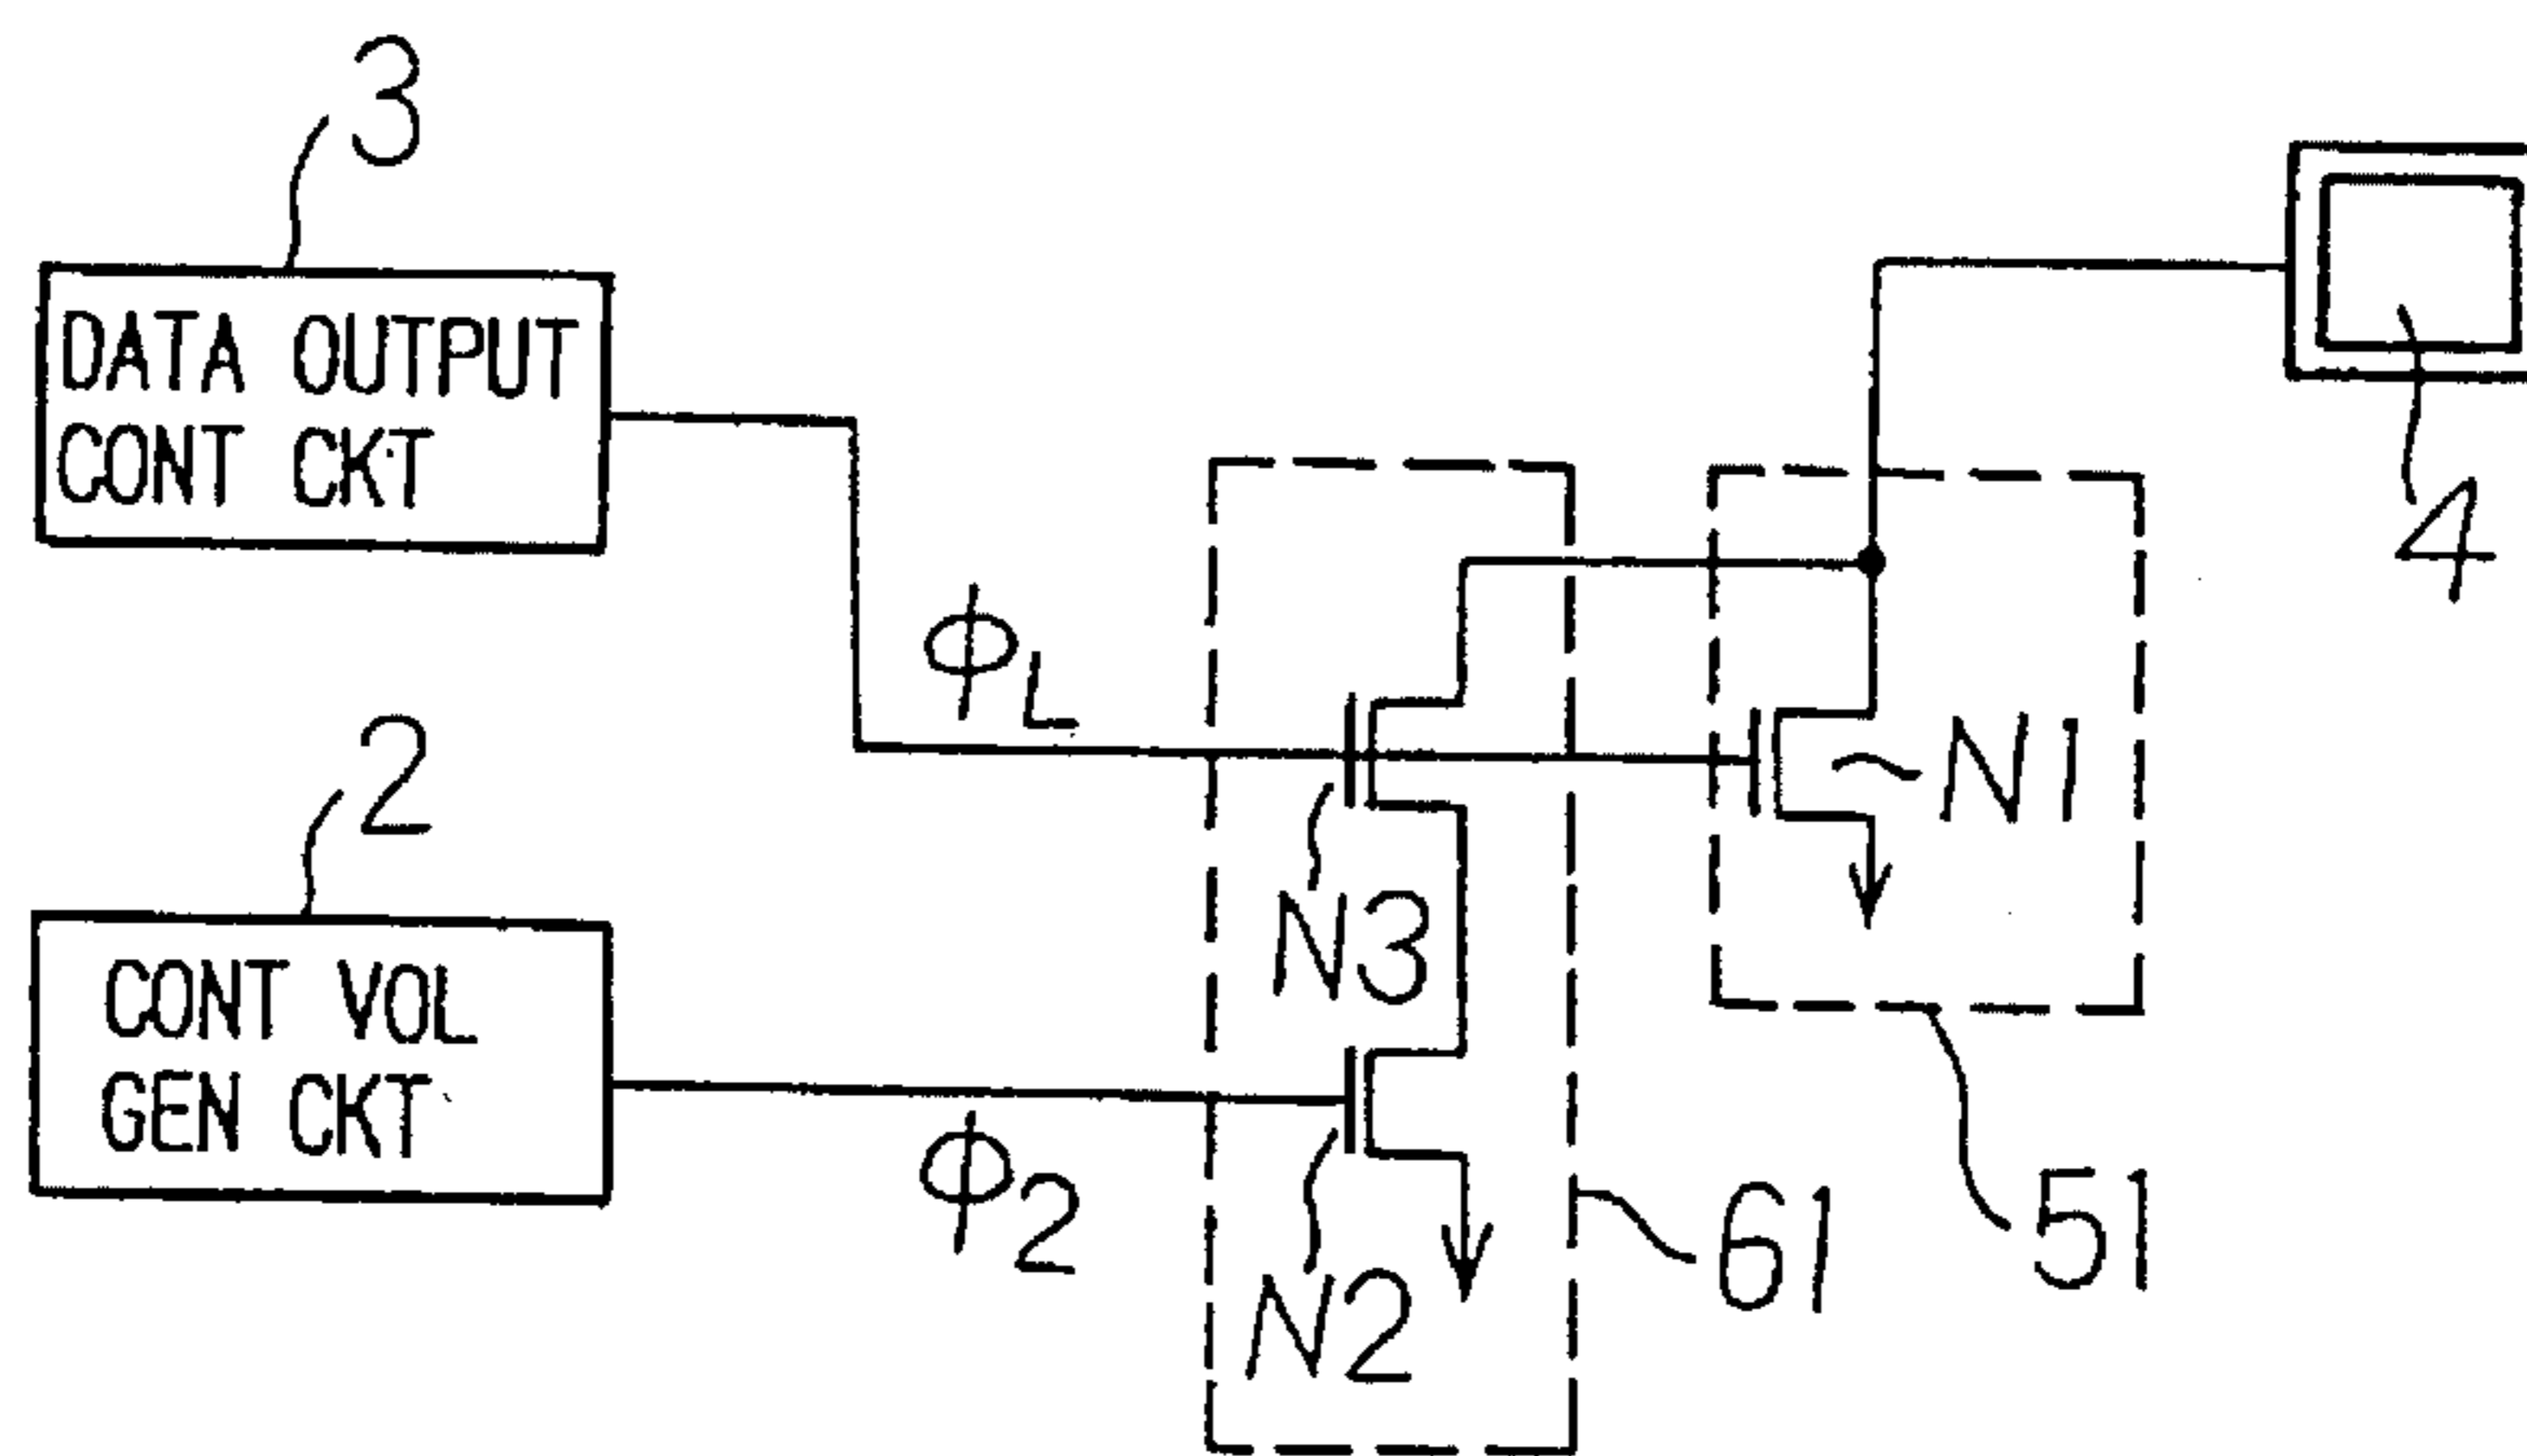 3
DATA OUTPUT
CONT CKT
4
ϕL
N1
2
N3
CONT VOL
GEN CKT
ϕ2
61
51
N2